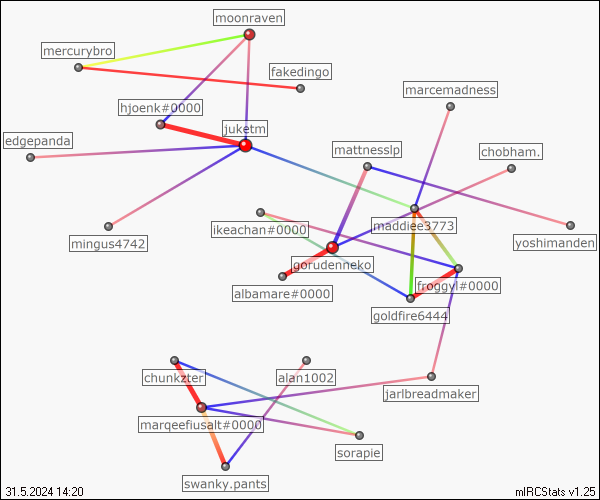 moonraven
mercurybro
fakedingo
marcemadness
hjoenk#0000
juketm
edgepanda
mattnesslp
chobham.
maddiee3773
ikeachan#0000
mingus4742
yoshimanden
gorudenneko
froggyl#0000
albamare#0000
goldfire6444
chunkzter
alan1002
jarlbreadmaker
marqeefiusalt#0000
sorapie
swanky.pants
31.5.2024 14:20
mIRCStats v1.25